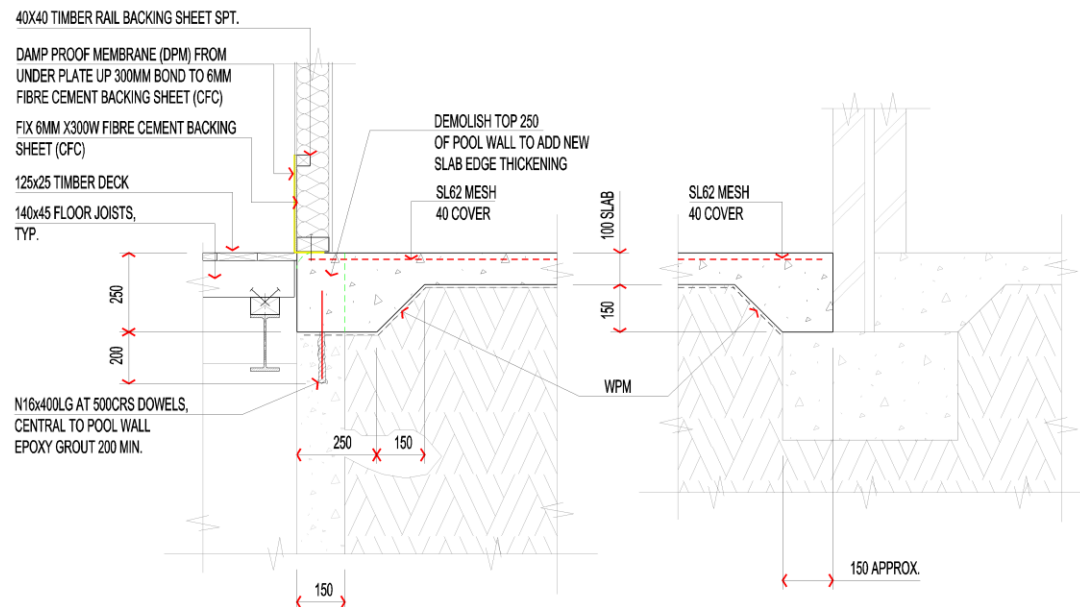 40X40 TIMBER RAIL BACKING SHEET SPT.
DAMP PROOF MEMBRANE (DPM) FROM
UNDER PLATE UP 300MM BOND TO 6MM
FIBRE CEMENT BACKING SHEET (CFC)
FIX 6MM X300W FIBRE CEMENT BACKING
SHEET (CFC)
125x25 TIMBER DECK
140x45 FLOOR JOISTS,
TYP.
DEMOLISH TOP 250
OF POOL WALL TO ADD NEW
SLAB EDGE THICKENING
SL62 MESH
40 COVER
100 SLAB
150
SL62 MESH
40 COVER
250
200
WPM
N16x400LG AT 500CRS DOWELS,
CENTRAL TO POOL WALL
EPOXY GROUT 200 MIN.
250
150
150
150 APPROX.